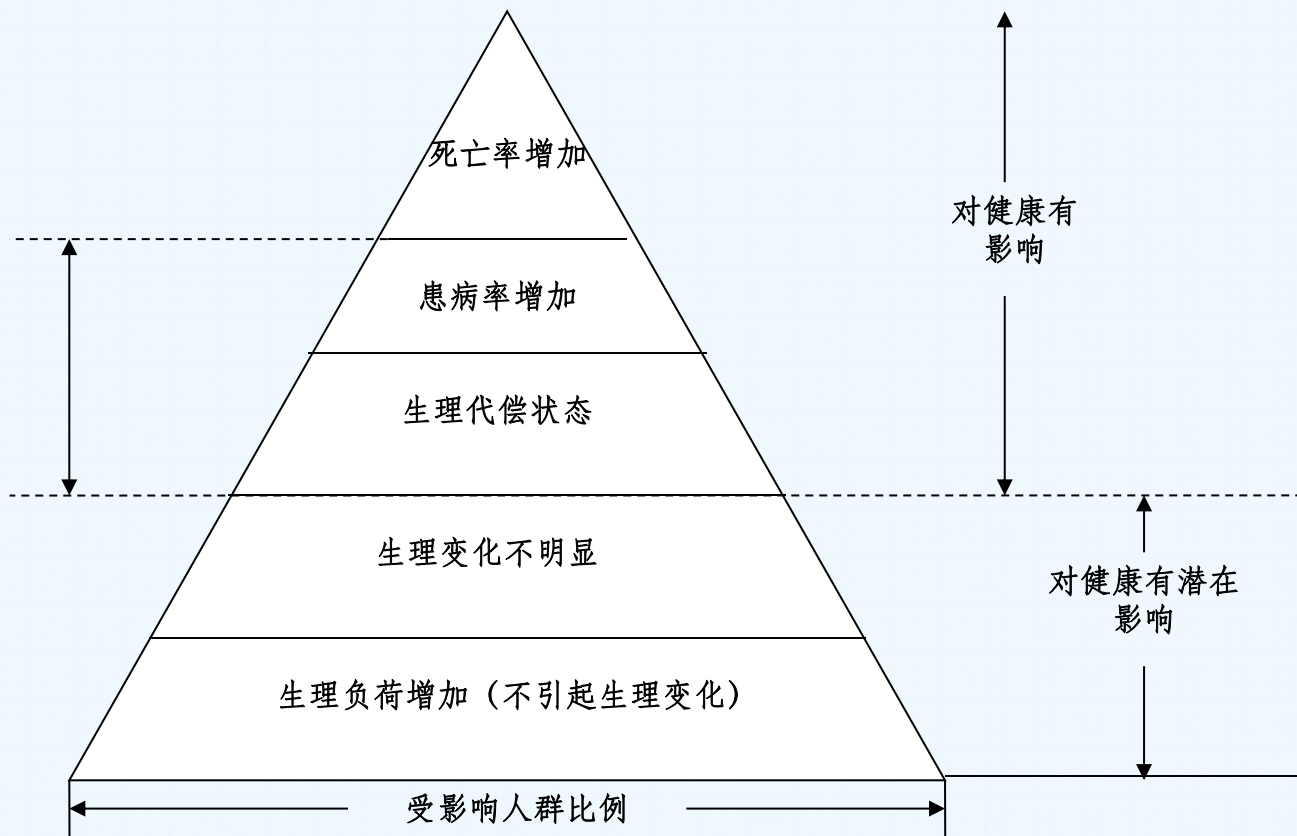 死亡率增加
对健康有
影响
患病率增加
生理代偿状态
生理变化不明显
对健康有潜在
影响
生理负荷增加（不引起生理变化）
受影响人群比例